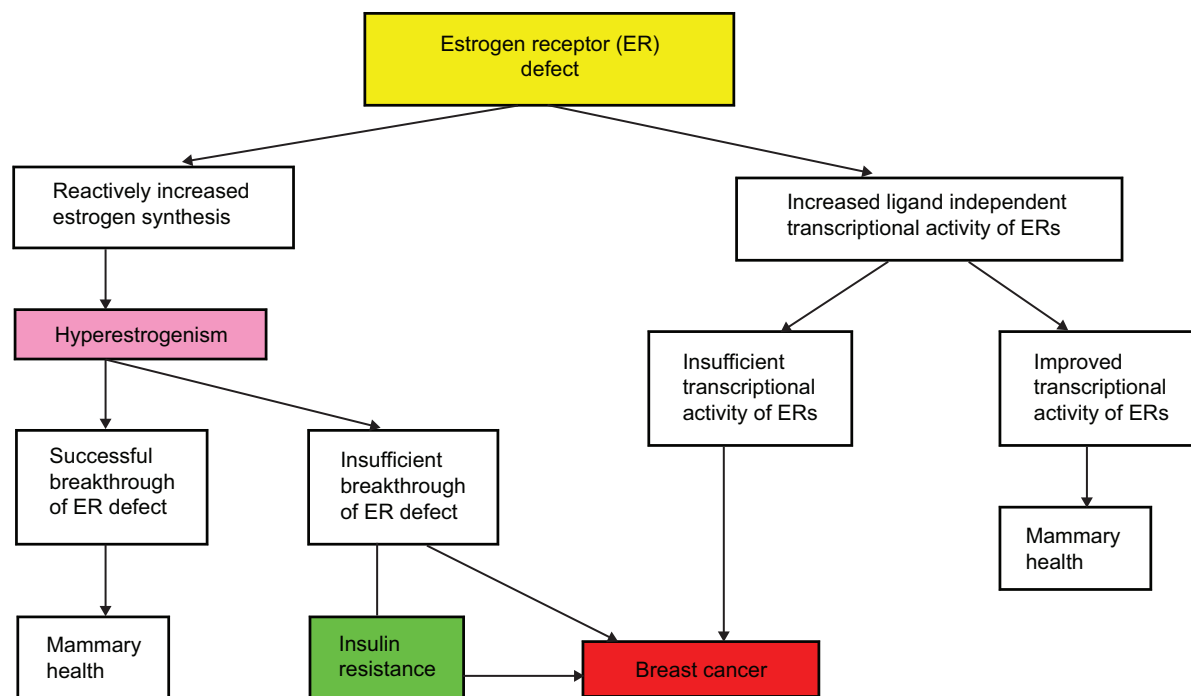 Estrogen receptor (ER)
defect
Reactively increased
estrogen synthesis
Increased ligand independent
transcriptional activity of ERs
Hyperestrogenism
Insufficient
transcriptional
activity of ERs
Improved
transcriptional
activity of ERs
Successful
breakthrough
of ER defect
Insufficient
breakthrough
of ER defect
Mammary
health
Mammary
health
Insulin
resistance
Breast cancer